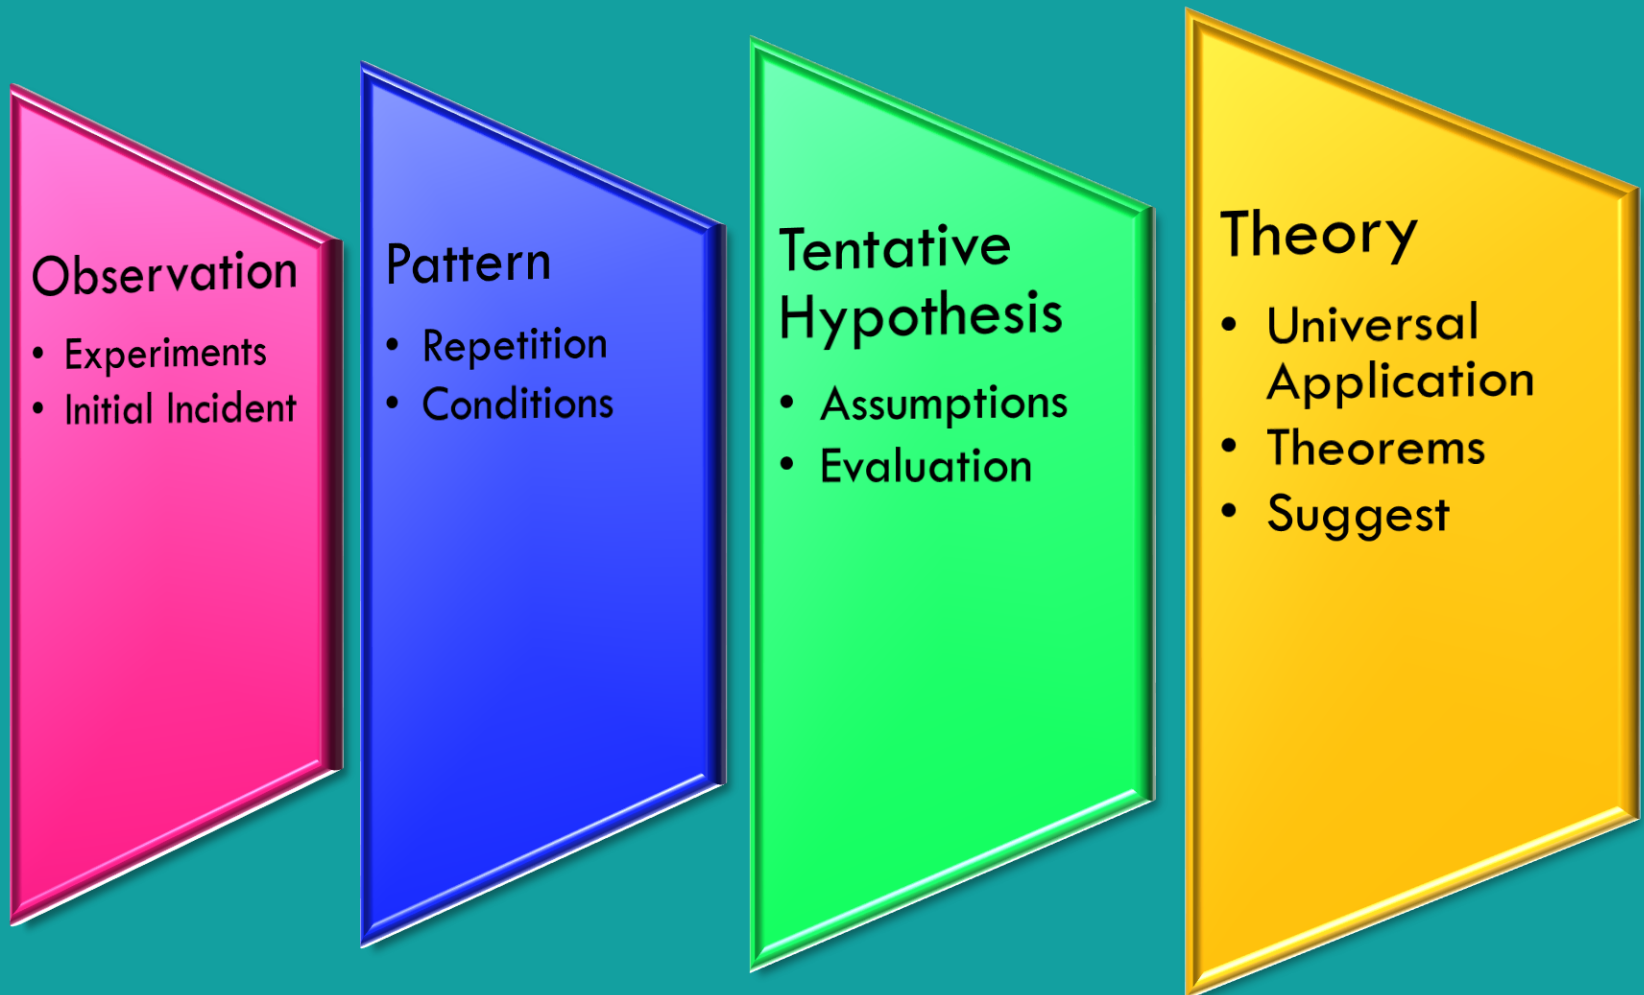 Observation
• Experiments
• Initial Incident
Pattern
• Repetition
• Conditions
Tentative
Hypothesis
• Assumptions
• Evaluation
Theory
• Universal
Application
• Theorems
• Suggest